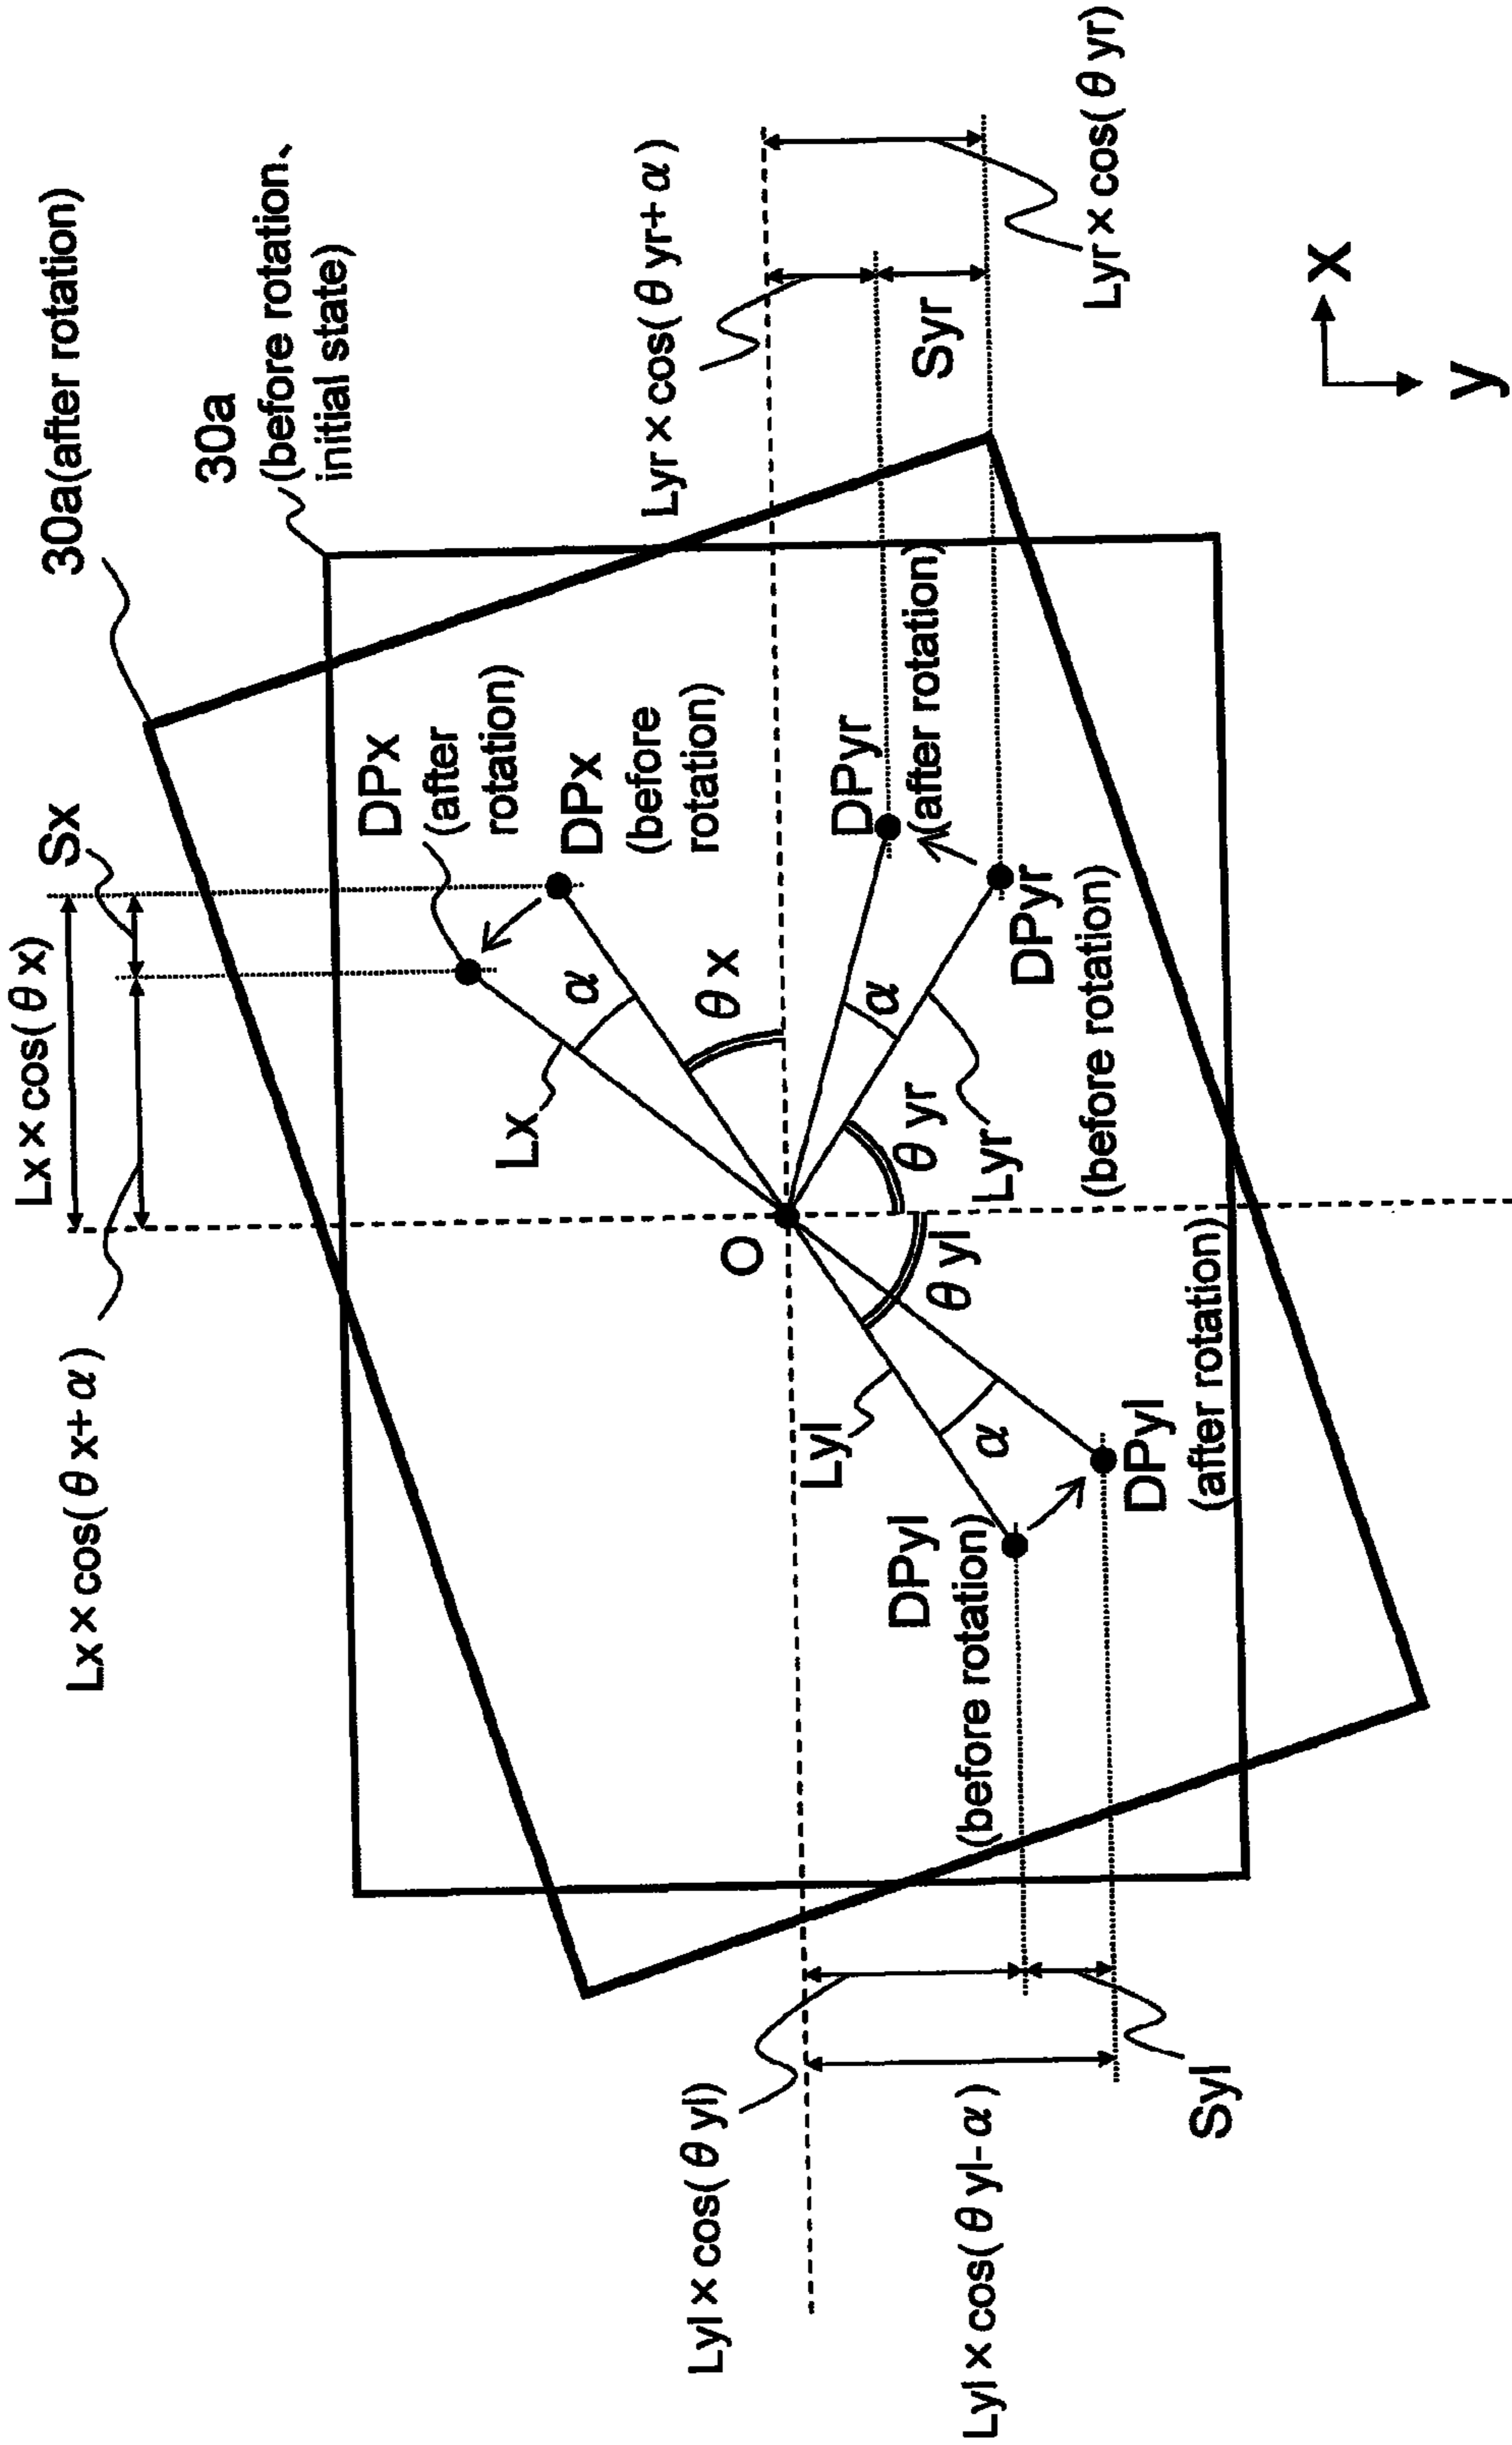 Lx×cos(θx)
Sx
30a(after rotation)
Lx×cos(θx+α)
30a
(before rotation、
initial state)
DPx
(after
rotation)
DPx
(before
rotation)
Lx
α
θx
Lyr×cos(θyr+α)
O
Lyl×cos(θyl)
Lyl
θyl
θyr
α
DPyr
(after rotation)
Syr
DPyl
(before rotation)
α
Lyr
DPyr
(before rotation)
Lyr×cos(θyr)
Lyl×cos(θyl-α)
DPyl
(after rotation)
Syl
x
y